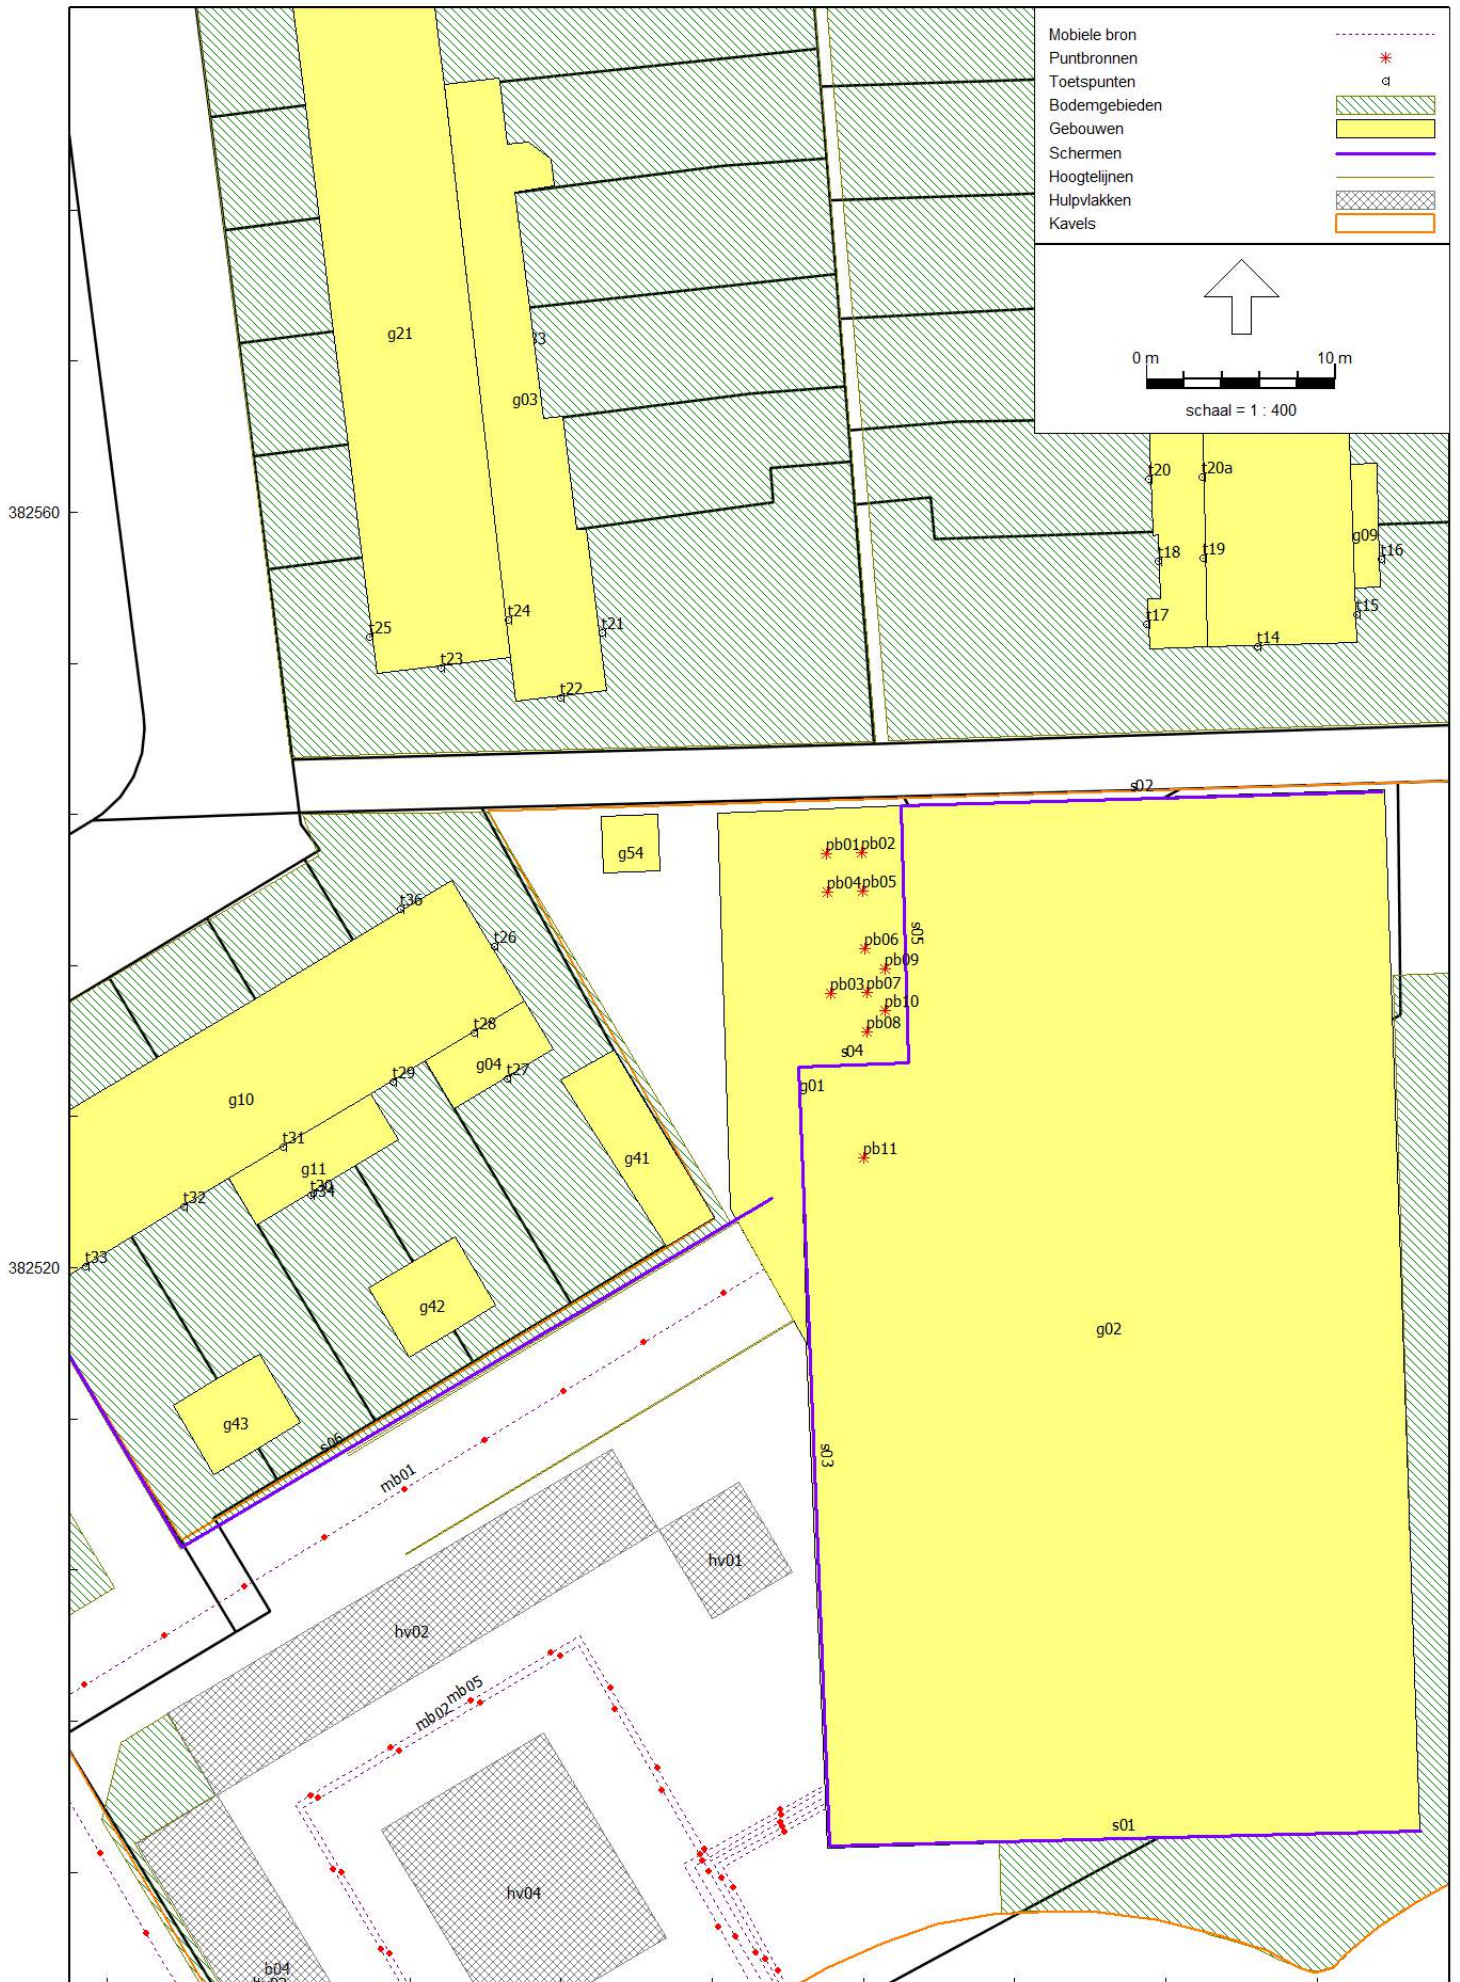 Mobiele bron
Puntbronnen
Toetspunten
Bodemgebieden
Gebouwen
Schermen
Hoogtelijnen
Hulpvlakken
Kavels
0 m 10 m
schaal = 1 : 400
g21
g03
t20 t20a
382560
g09
t18 t19 t16
t24
t25 t21 t17 t15
t23 t14
t22
s02
g54 pb01 pb02
pb04 pb05
t36
t26 pb06 s05
pb09
pb03 pb07
pb10
t28 pb08
s04
g04 t27
t29 g01
g10
t31 pb11
g11 g41
t30
t32
t33
382520
g42
g02
g43
s06
s03
mb01
hv01
hv02
mb05
mb02
s01
hv04
b04